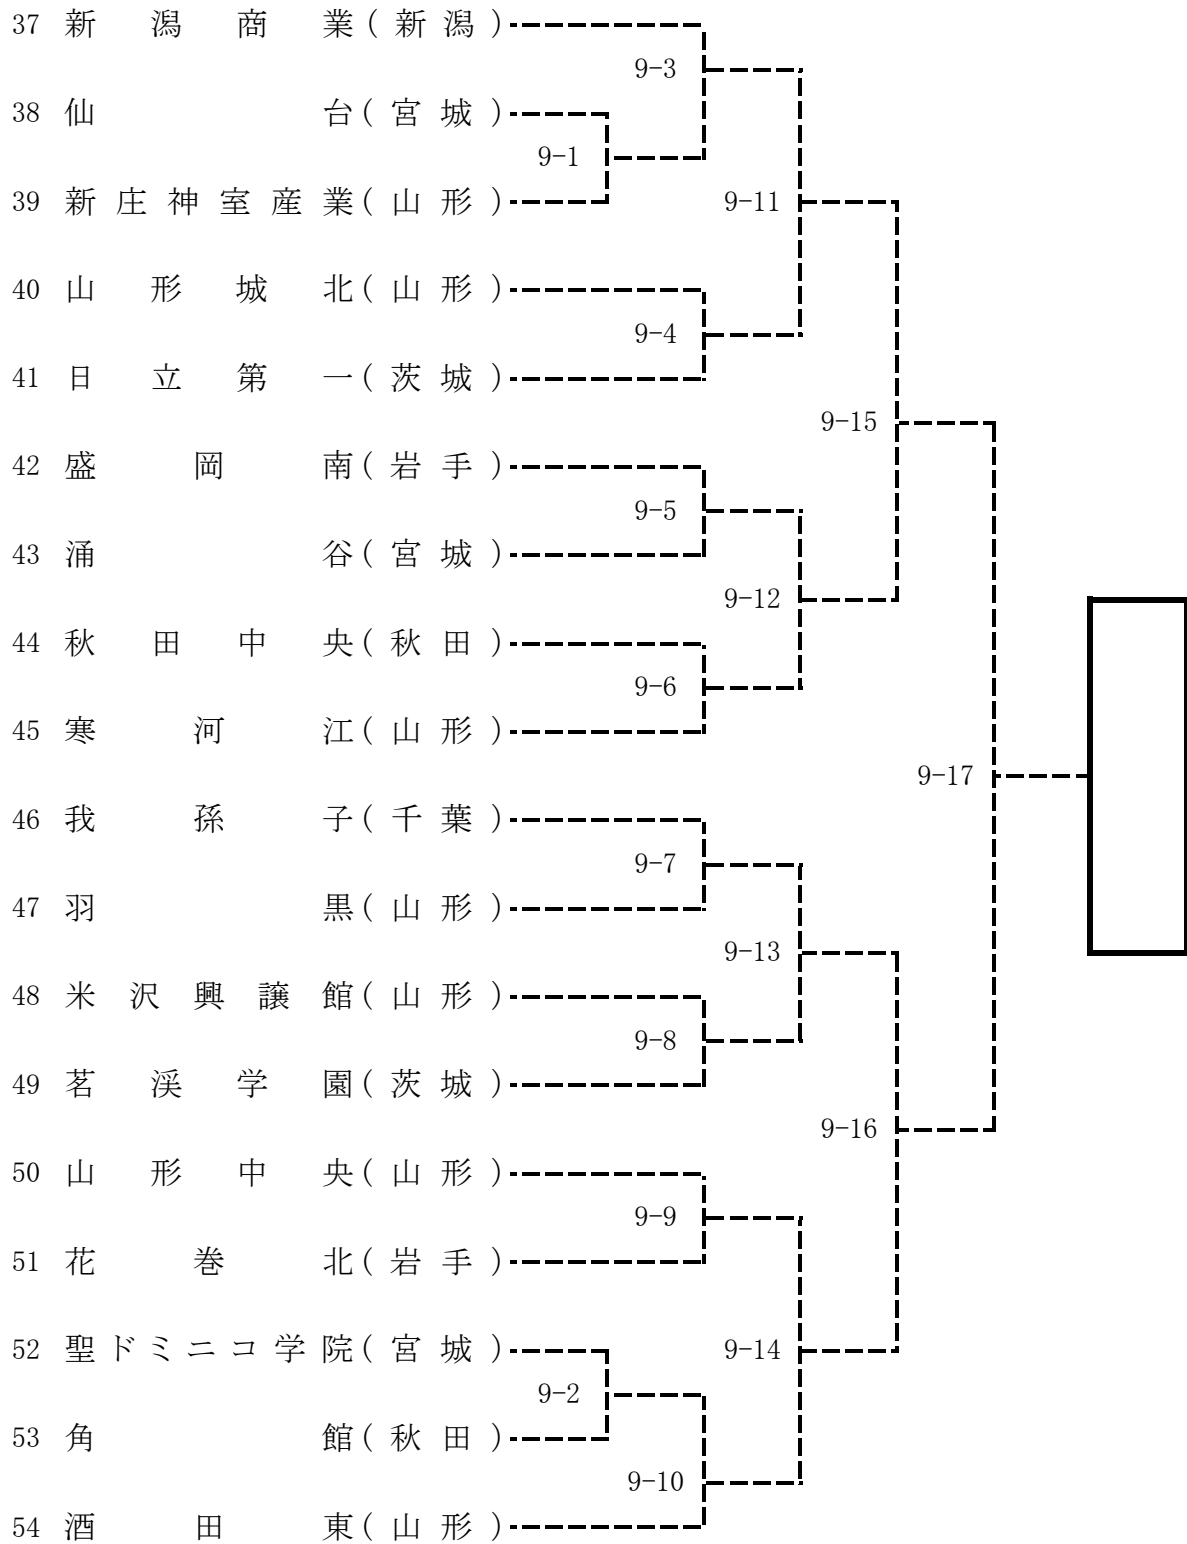 37 新潟商業(新潟)
9-3
38 仙台(宮城)
9-1
39 新庄神室産業(山形)
9-11
40 山形城北(山形)
9-4
41 日立第一(茨城)
9-15
42 盛岡南(岩手)
9-5
43 涌谷(宮城)
9-12
44 秋田中央(秋田)
9-6
45 寒河江(山形)
9-17
46 我孫子(千葉)
9-7
47 羽黒(山形)
9-13
48 米沢興譲館(山形)
9-8
49 茗渓学園(茨城)
9-16
50 山形中央(山形)
9-9
51 花巻北(岩手)
52 聖ドミニコ学院(宮城)
9-14
9-2
53 角館(秋田)
9-10
54 酒田東(山形)